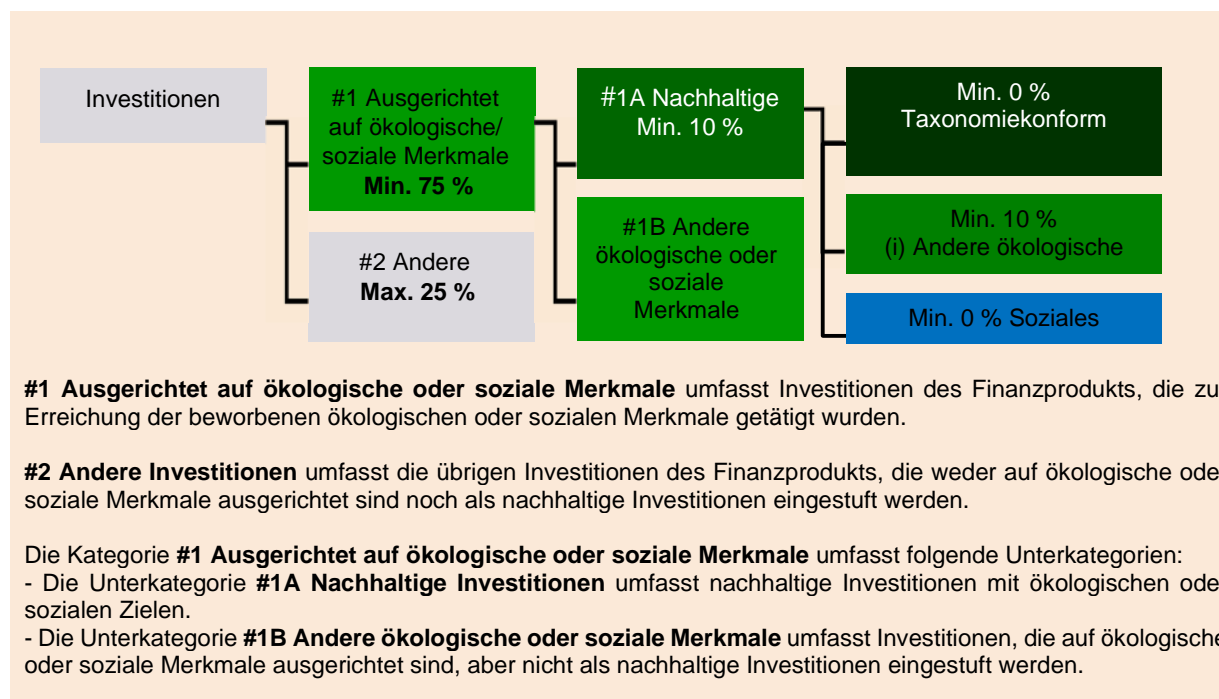 Investitionen
#1 Ausgerichtet
auf ökologische/
soziale Merkmale
Min. 75 %
#2 Andere
Max. 25 %
#1A Nachhaltige
Min. 10 %
#1B Andere
ökologische oder
soziale
Merkmale
Min. 0 %
Taxonomiekonform
Min. 10 %
(i) Andere ökologische
Min. 0 % Soziales
#1 Ausgerichtet auf ökologische oder soziale Merkmale umfasst Investitionen des Finanzprodukts, die zu
Erreichung der beworbenen ökologischen oder sozialen Merkmale getätigt wurden.
#2 Andere Investitionen umfasst die übrigen Investitionen des Finanzprodukts, die weder auf ökologische ode
soziale Merkmale ausgerichtet sind noch als nachhaltige Investitionen eingestuft werden.
Die Kategorie #1 Ausgerichtet auf ökologische oder soziale Merkmale umfasst folgende Unterkategorien:
- Die Unterkategorie #1A Nachhaltige Investitionen umfasst nachhaltige Investitionen mit ökologischen ode
sozialen Zielen.
- Die Unterkategorie #1B Andere ökologische oder soziale Merkmale umfasst Investitionen, die auf ökologische
oder soziale Merkmale ausgerichtet sind, aber nicht als nachhaltige Investitionen eingestuft werden.